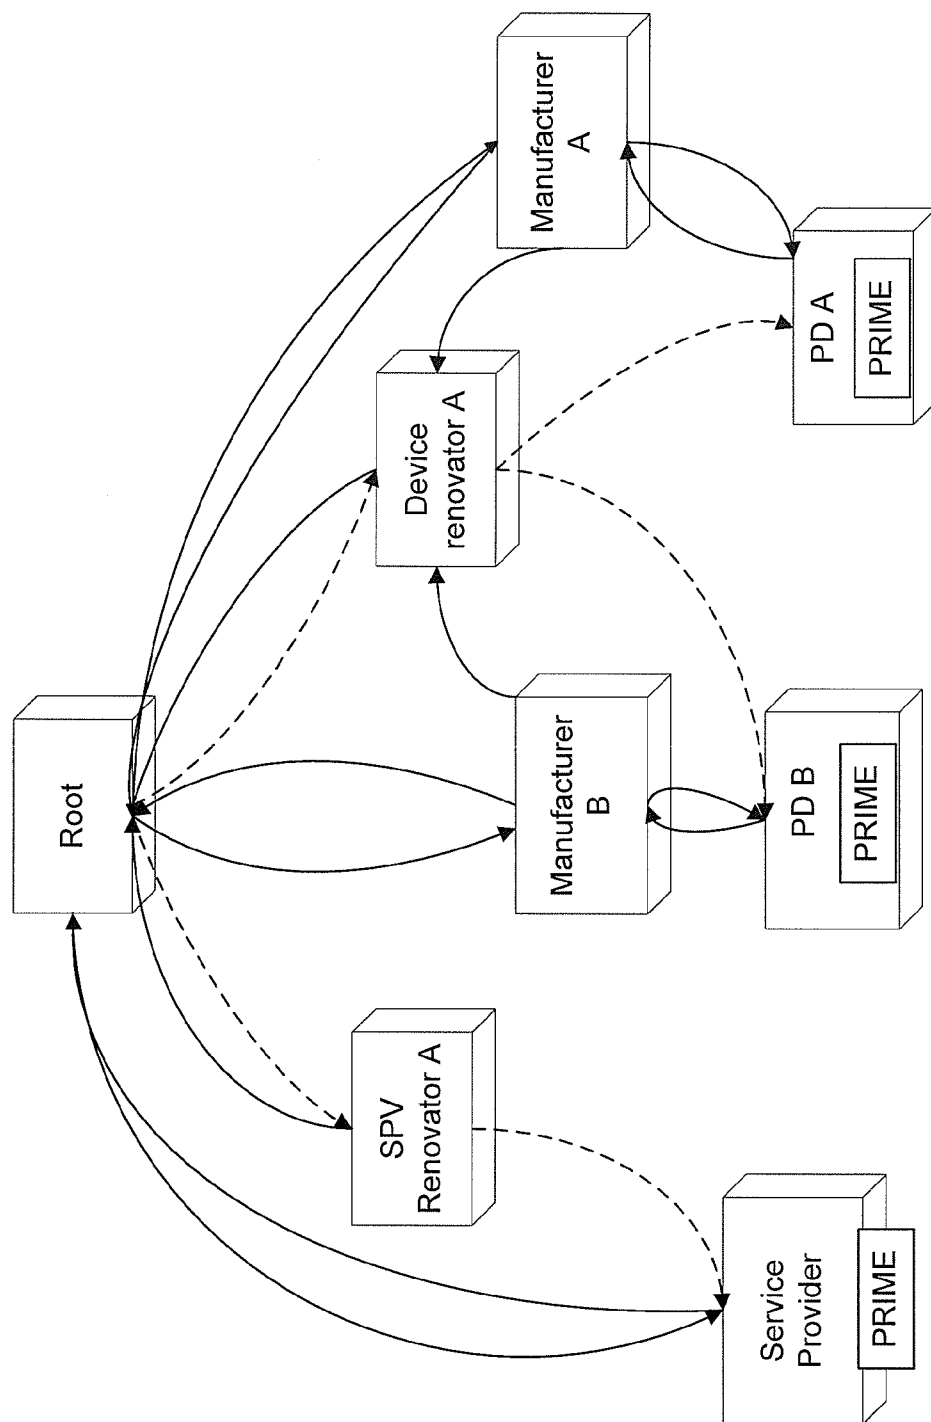 Root
Manufacturer
A
Device
renovator A
Manufacturer
B
SPV
Renovator A
PD A
PRIME
PD B
PRIME
Service
Provider
PRIME